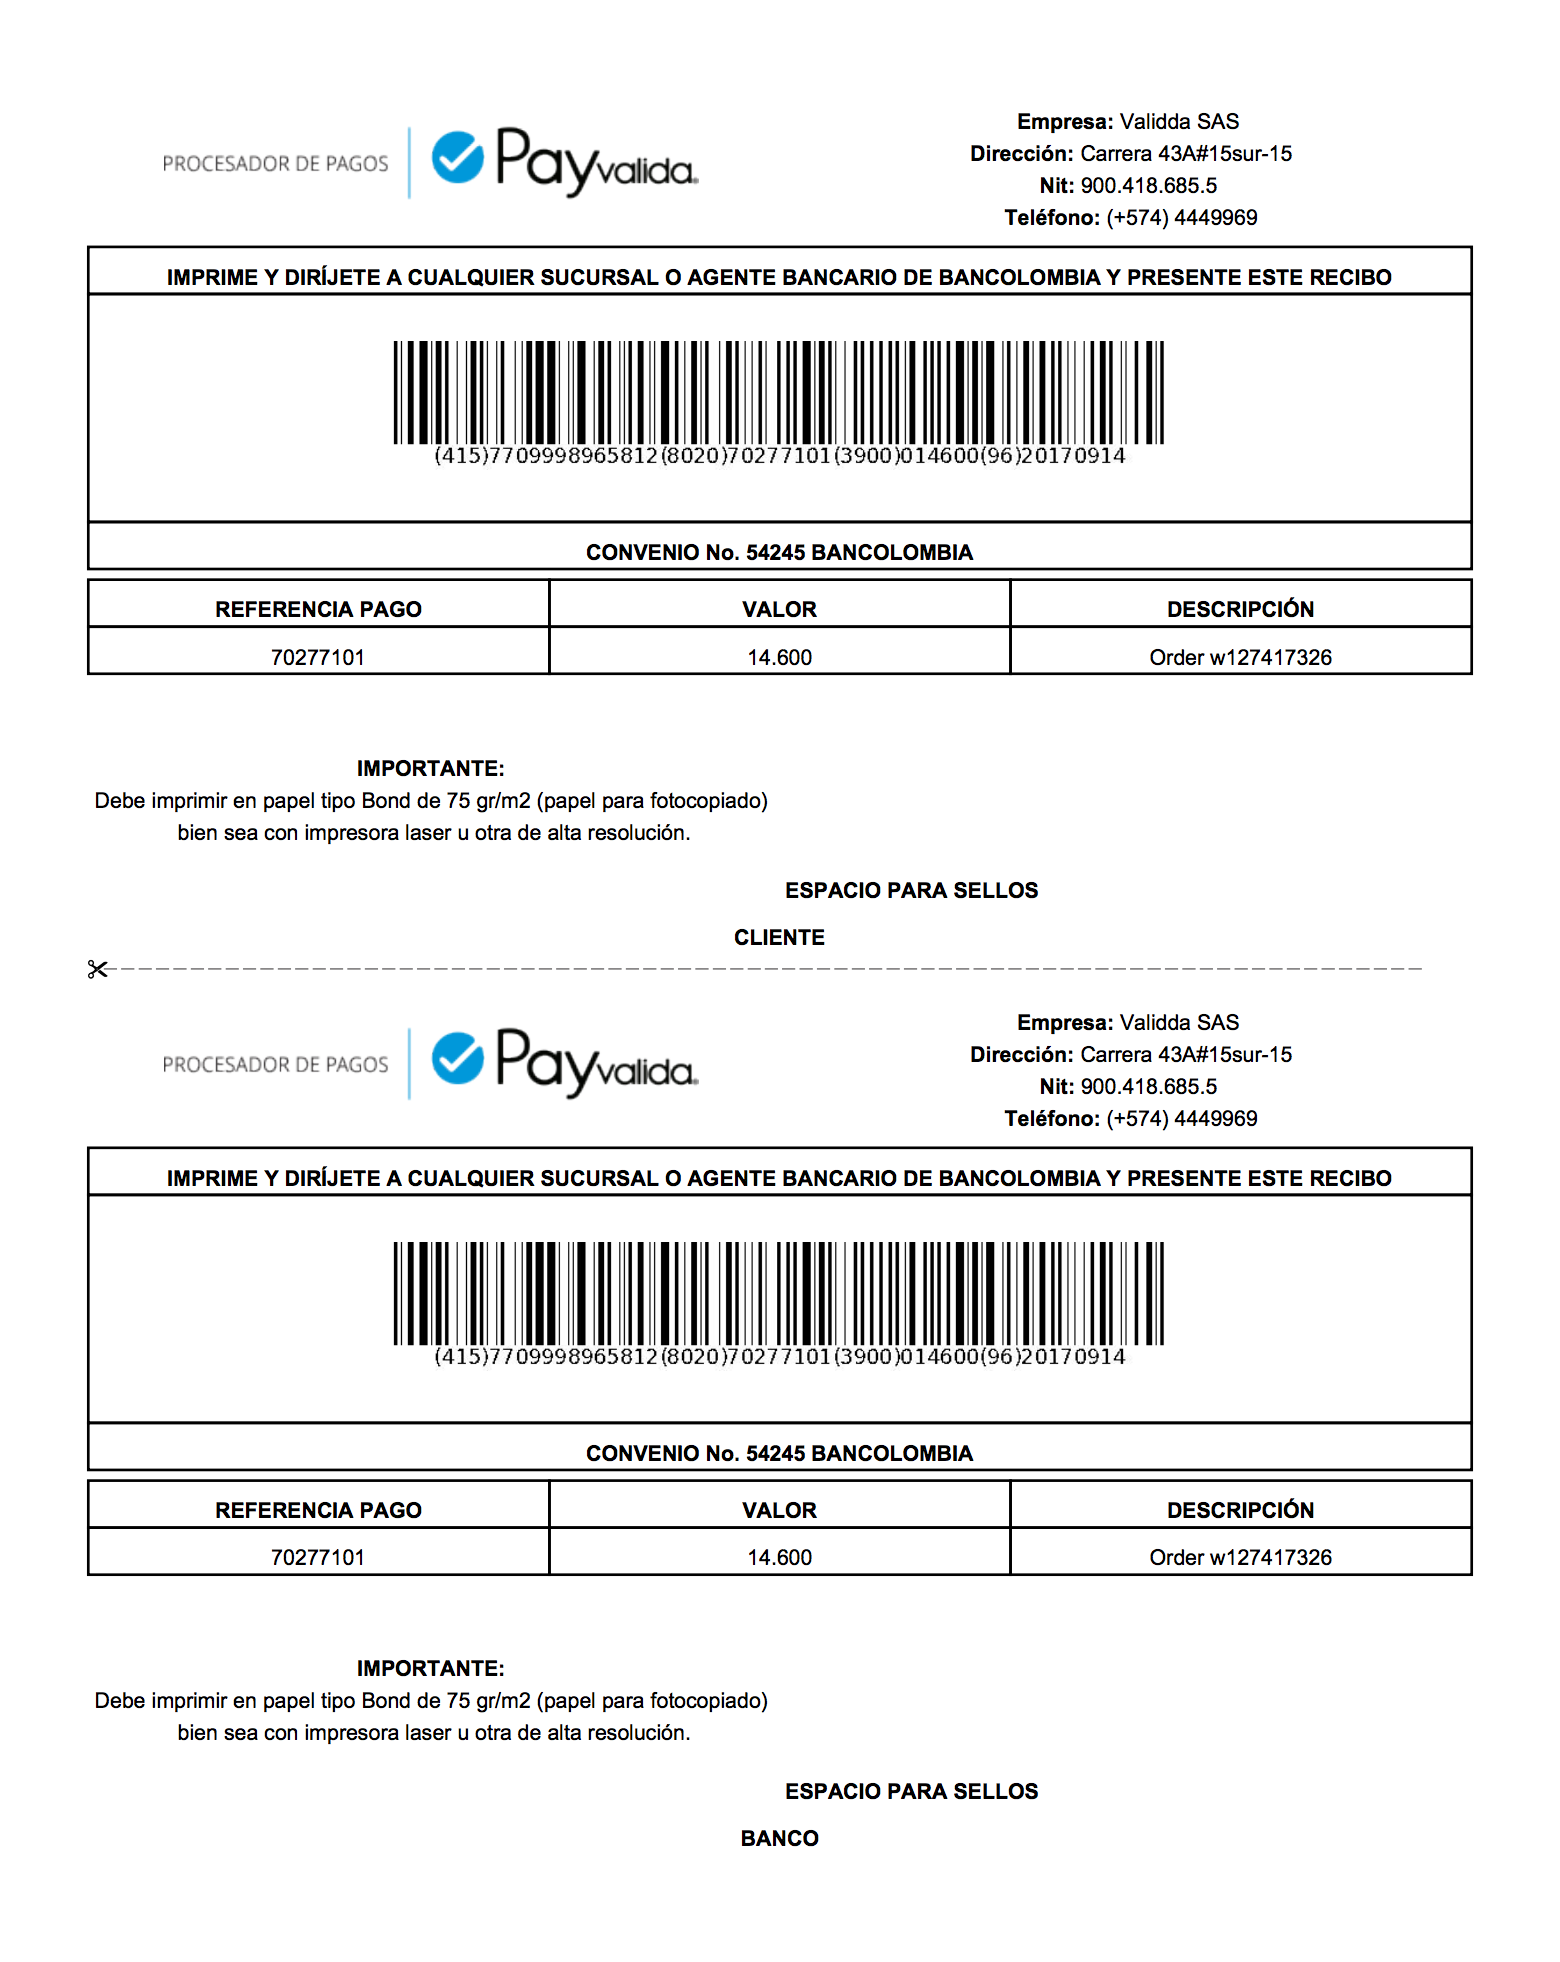 PROCESADOR DE PAGOS
Payvalida.
Empresa: Validda SAS
Dirección: Carrera 43A#15sur-15
Nit: 900.418.685.5
Teléfono: (+574) 4449969
IMPRIME Y DIRÍJETE A CUALQUIER SUCURSAL O AGENTE BANCARIO DE BANCOLOMBIA Y PRESENTE ESTE RECIBO
(415)7709998965812(8020)70277101(3900)014600(96)20170914
CONVENIO No. 54245 BANCOLOMBIA
REFERENCIA PAGO VALOR DESCRIPCIÓN
70277101 14.600 Order w127417326
IMPORTANTE:
Debe imprimir en papel tipo Bond de 75 gr/m2 (papel para fotocopiado)
bien sea con impresora laser u otra de alta resolución.
ESPACIO PARA SELLOS
CLIENTE
PROCESADOR DE PAGOS
Payvalida.
Empresa: Validda SAS
Dirección: Carrera 43A#15sur-15
Nit: 900.418.685.5
Teléfono: (+574) 4449969
IMPRIME Y DIRÍJETE A CUALQUIER SUCURSAL O AGENTE BANCARIO DE BANCOLOMBIA Y PRESENTE ESTE RECIBO
(415)7709998965812(8020)70277101(3900)014600(96)20170914
CONVENIO No. 54245 BANCOLOMBIA
REFERENCIA PAGO VALOR DESCRIPCIÓN
70277101 14.600 Order w127417326
IMPORTANTE:
Debe imprimir en papel tipo Bond de 75 gr/m2 (papel para fotocopiado)
bien sea con impresora laser u otra de alta resolución.
ESPACIO PARA SELLOS
BANCO